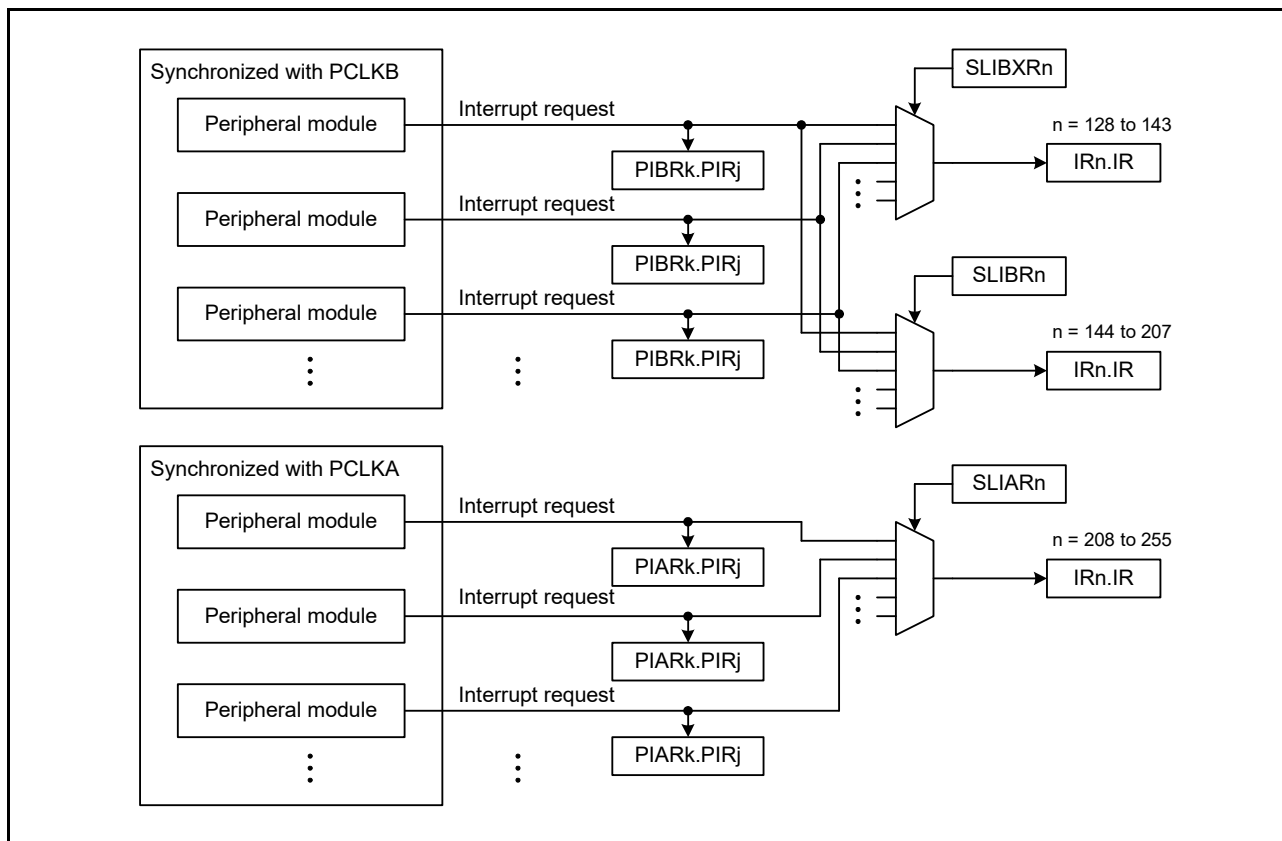 Synchronized with PCLKB
SLIBXRn
Peripheral module
Interrupt request
n = 128 to 143
PIBRk.PIRj
IRn.IR
Peripheral module
Interrupt request
PIBRk.PIRj
SLIBRn
Peripheral module
Interrupt request
n = 144 to 207
PIBRk.PIRj
IRn.IR
Synchronized with PCLKA
SLIARn
Peripheral module
Interrupt request
n = 208 to 255
PIARk.PIRj
IRn.IR
Peripheral module
Interrupt request
PIARk.PIRj
Peripheral module
Interrupt request
PIARk.PIRj